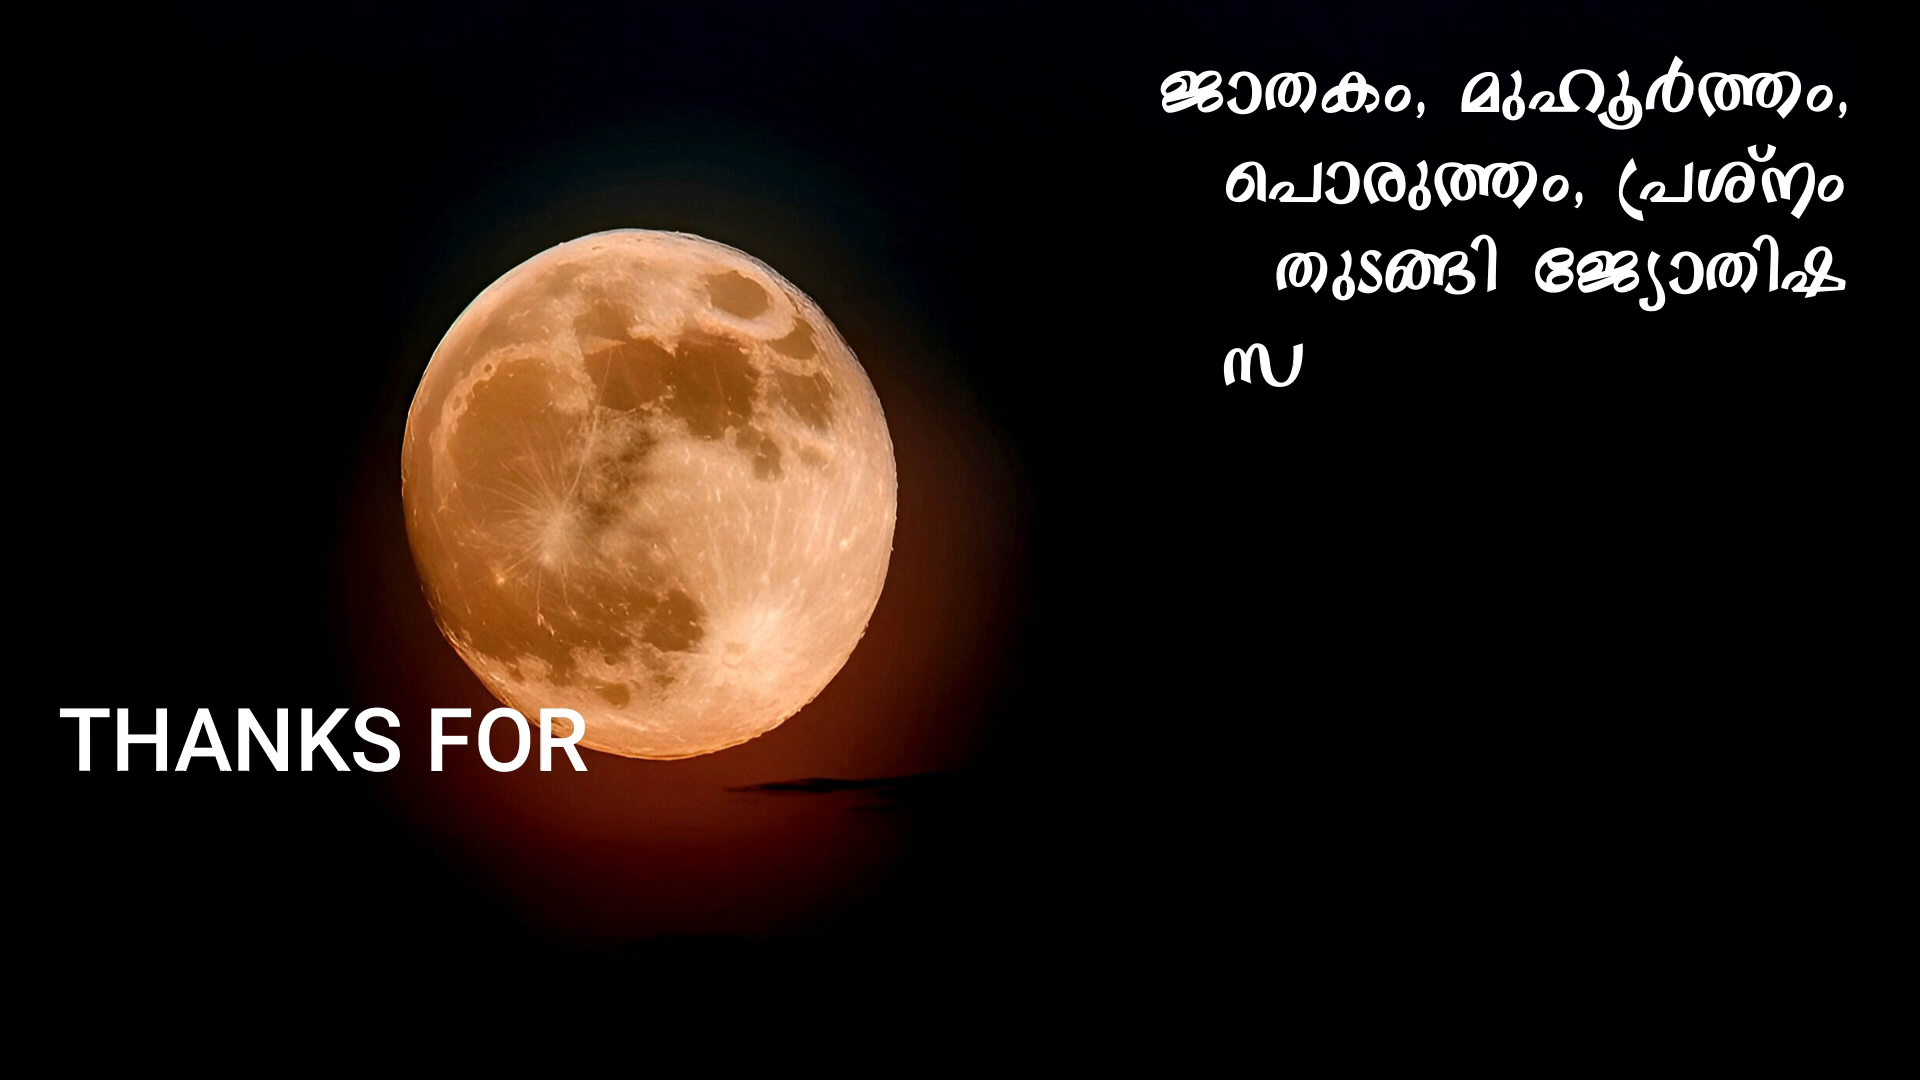 ജാതകം, മുഹൂർത്തം,
പൊരുത്തം, പ്രശ്നം
തുടങ്ങി ജ്യോതിഷ
സ
THANKS FOR